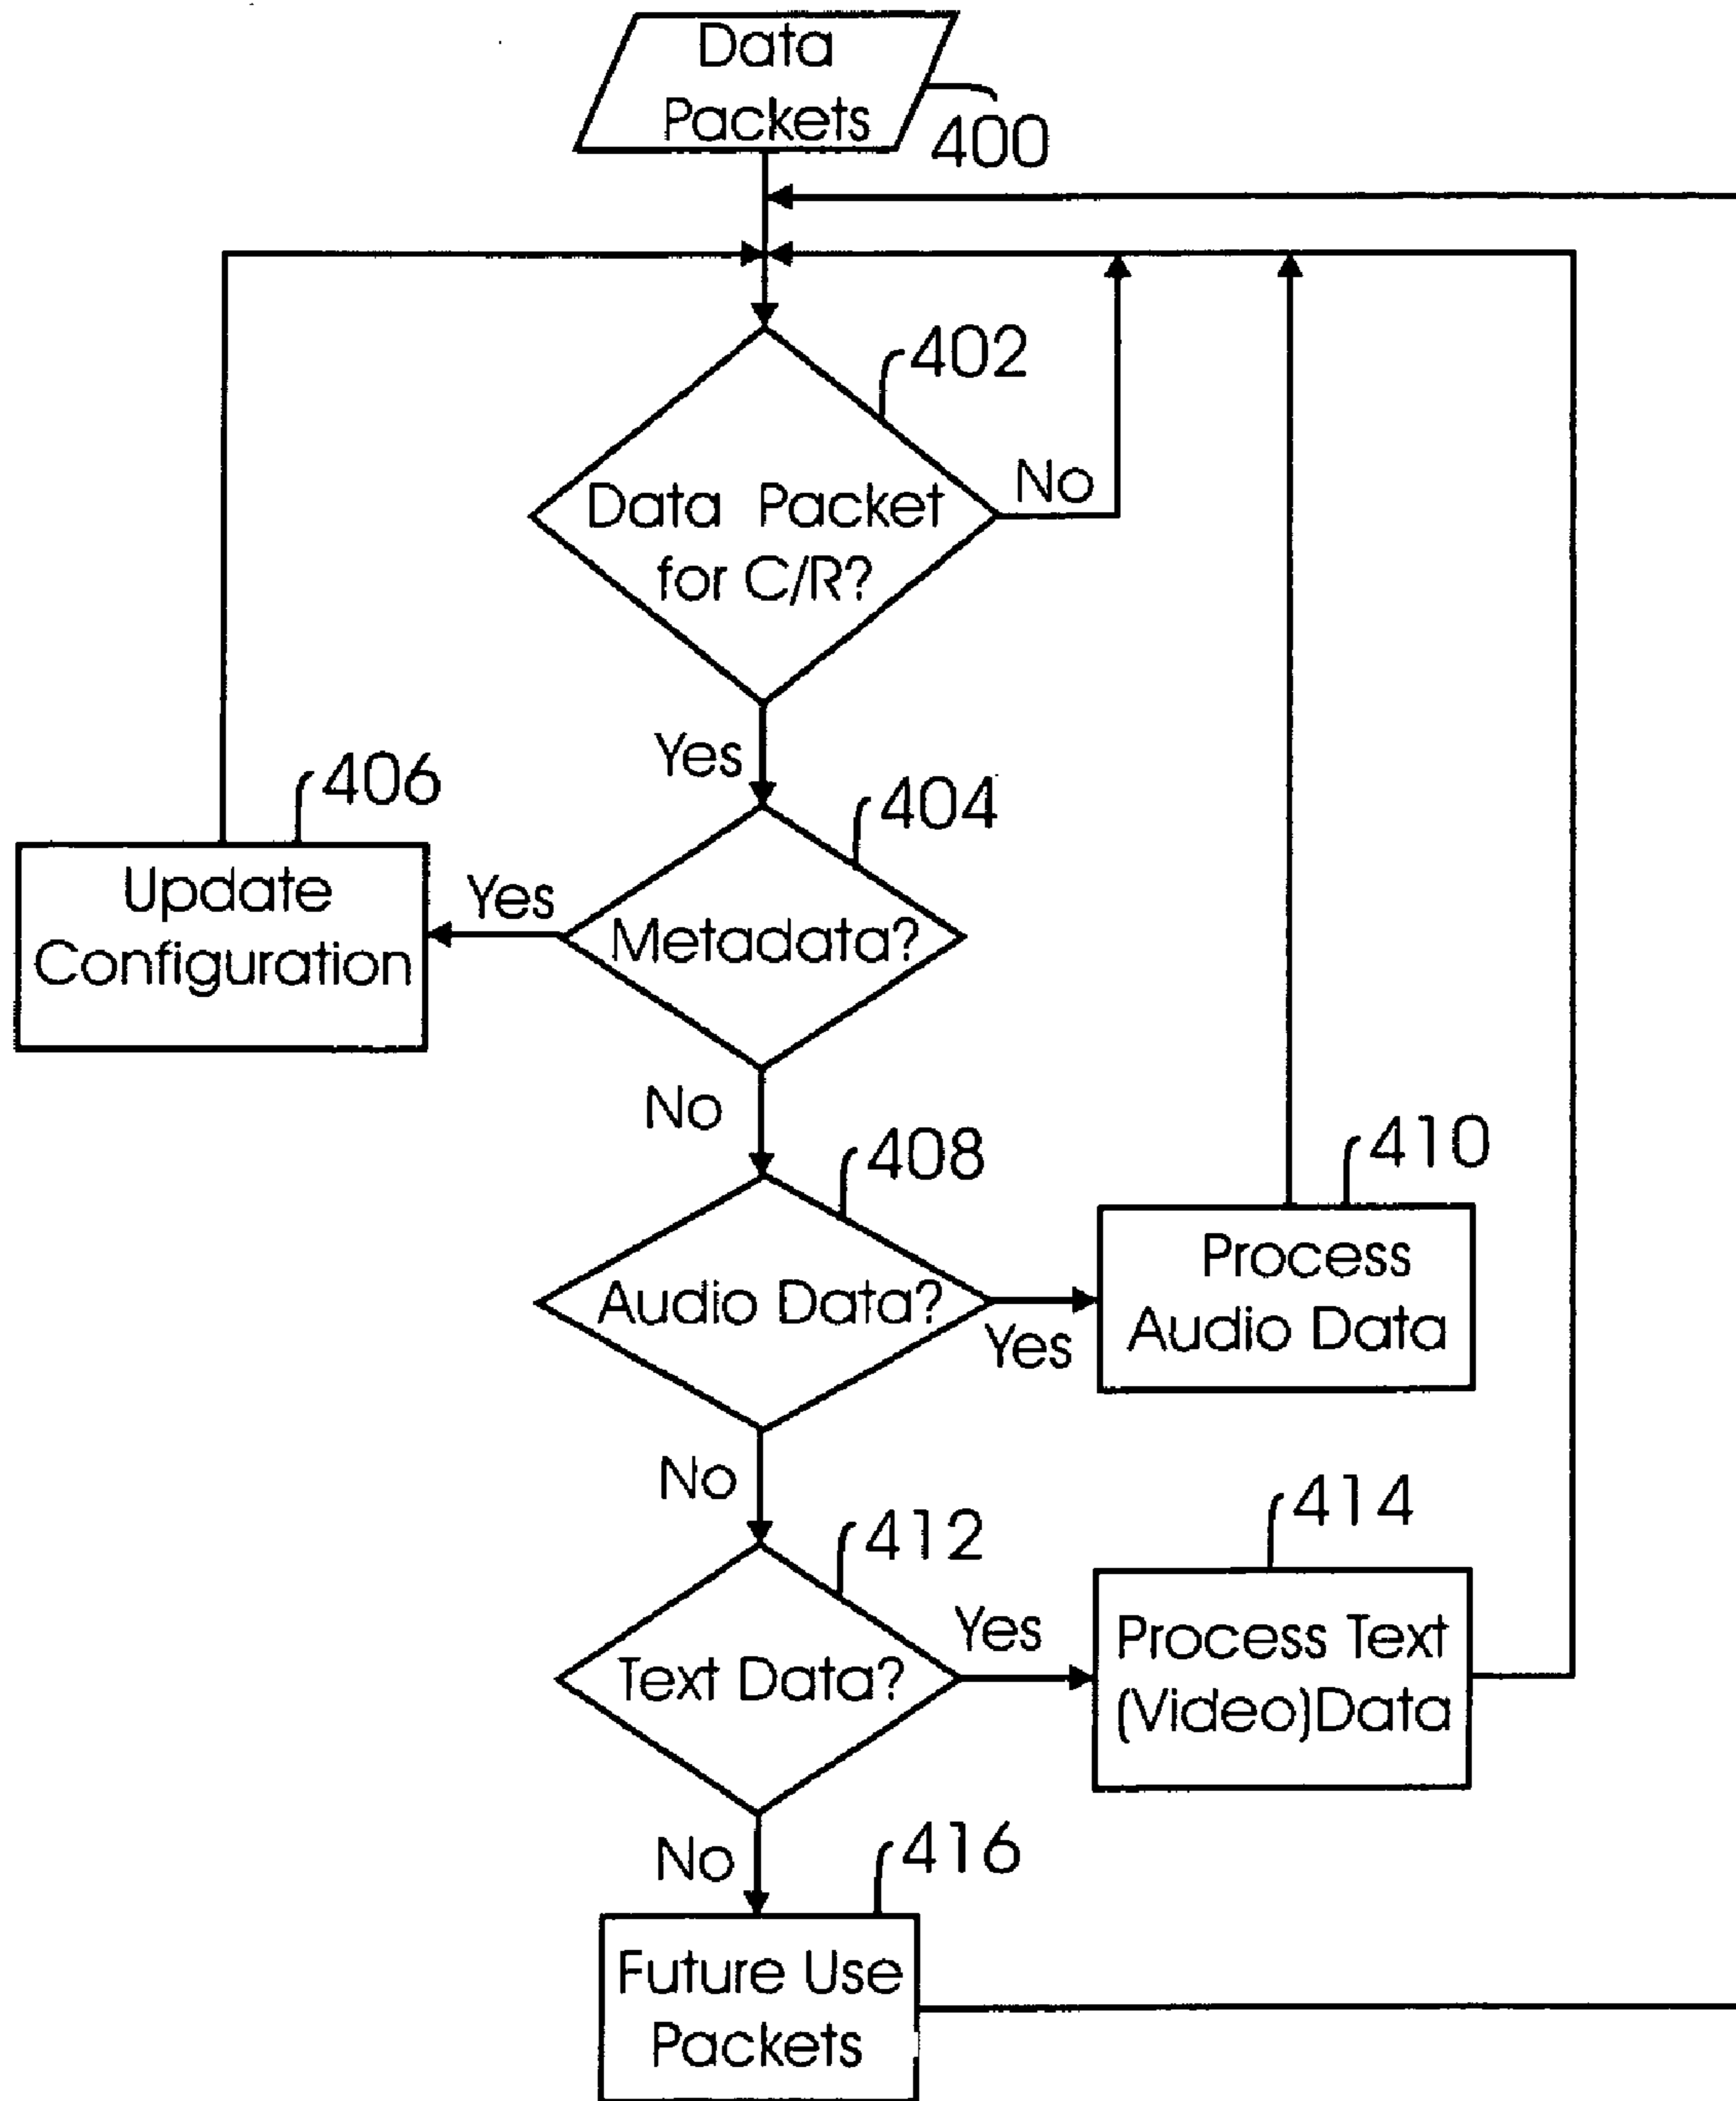 Data
Packets
400
402
Data Packet
for C/R?
No
Yes
406
404
Update
Configuration
Yes
Metadata?
No
408
410
Audio Data?
Yes
Process
Audio Data
No
412
414
Text Data?
Yes
Process Text
(Video)Data
No
416
Future Use
Packets